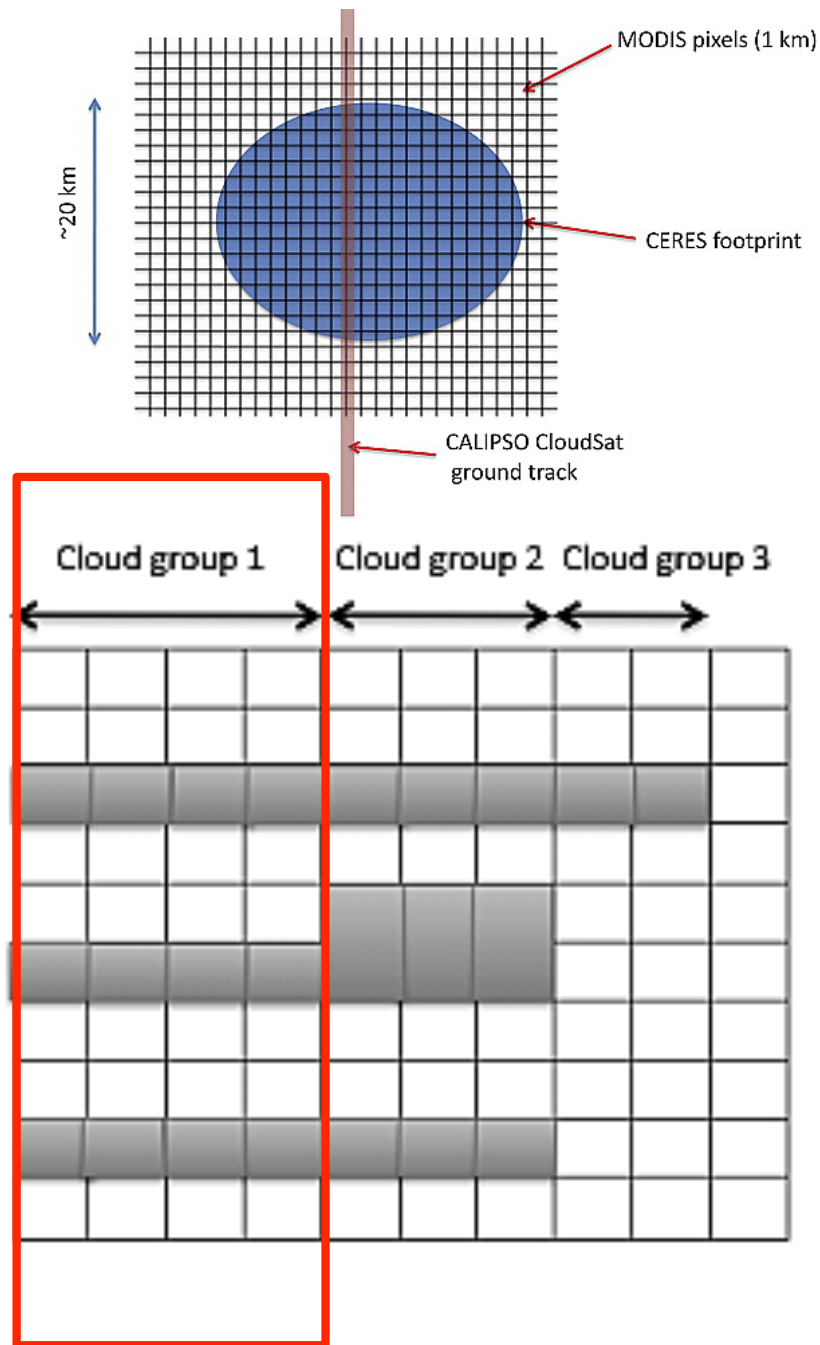 MODIS pixels (1 km)
~20 km
CERES footprint
CALIPSO CloudSat
ground track
Cloud group 1
Cloud group 2
Cloud group 3